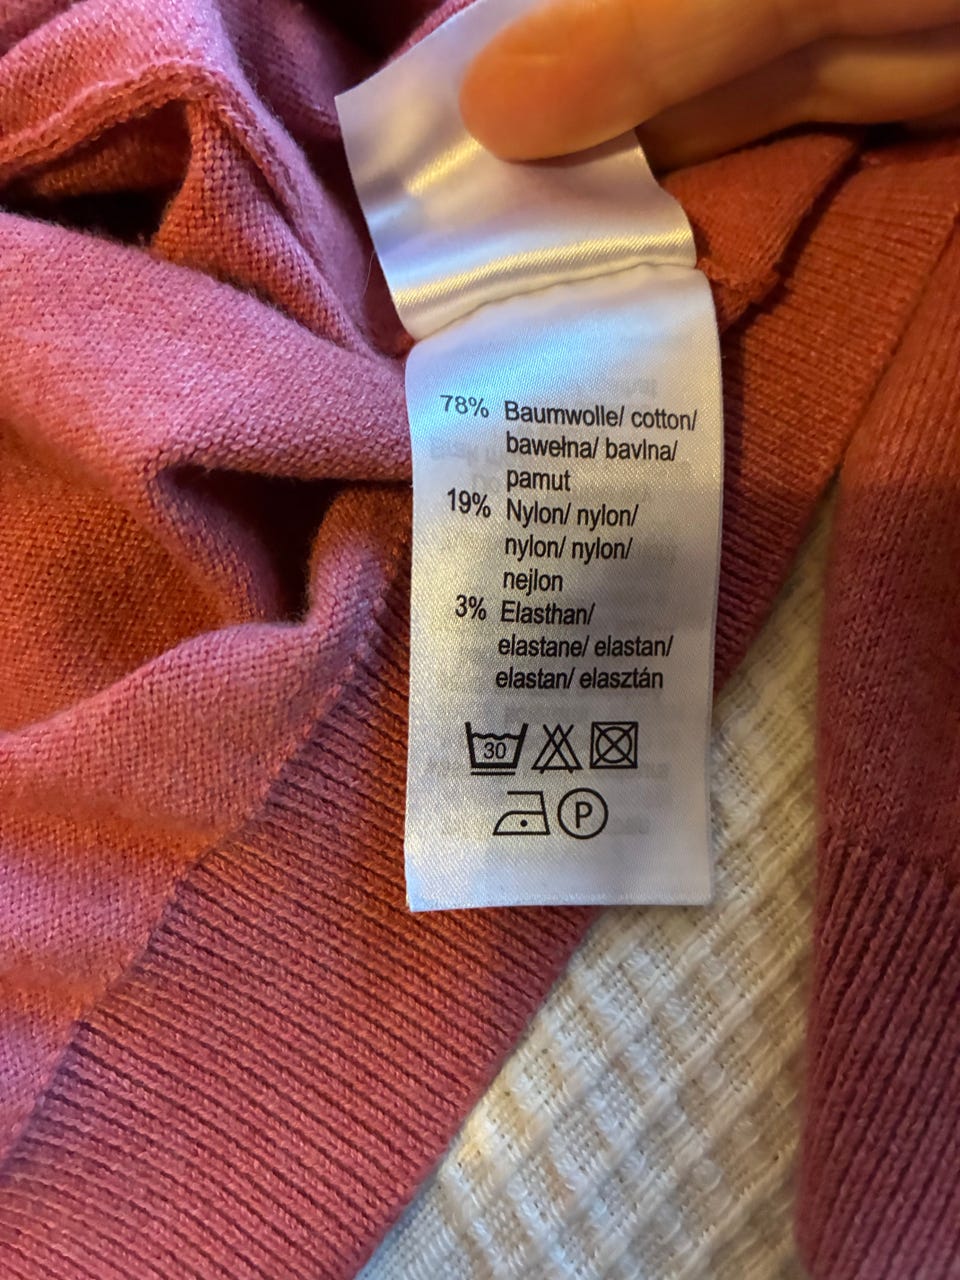 78% Baumwolle/ cotton/
bawełna/ bavlna/
pamut
19% Nylon/ nylon/
nylon/ nylon/
nejlon
3% Elasthan/
elastane/ elastan/
elastan/ elasztán
30
P